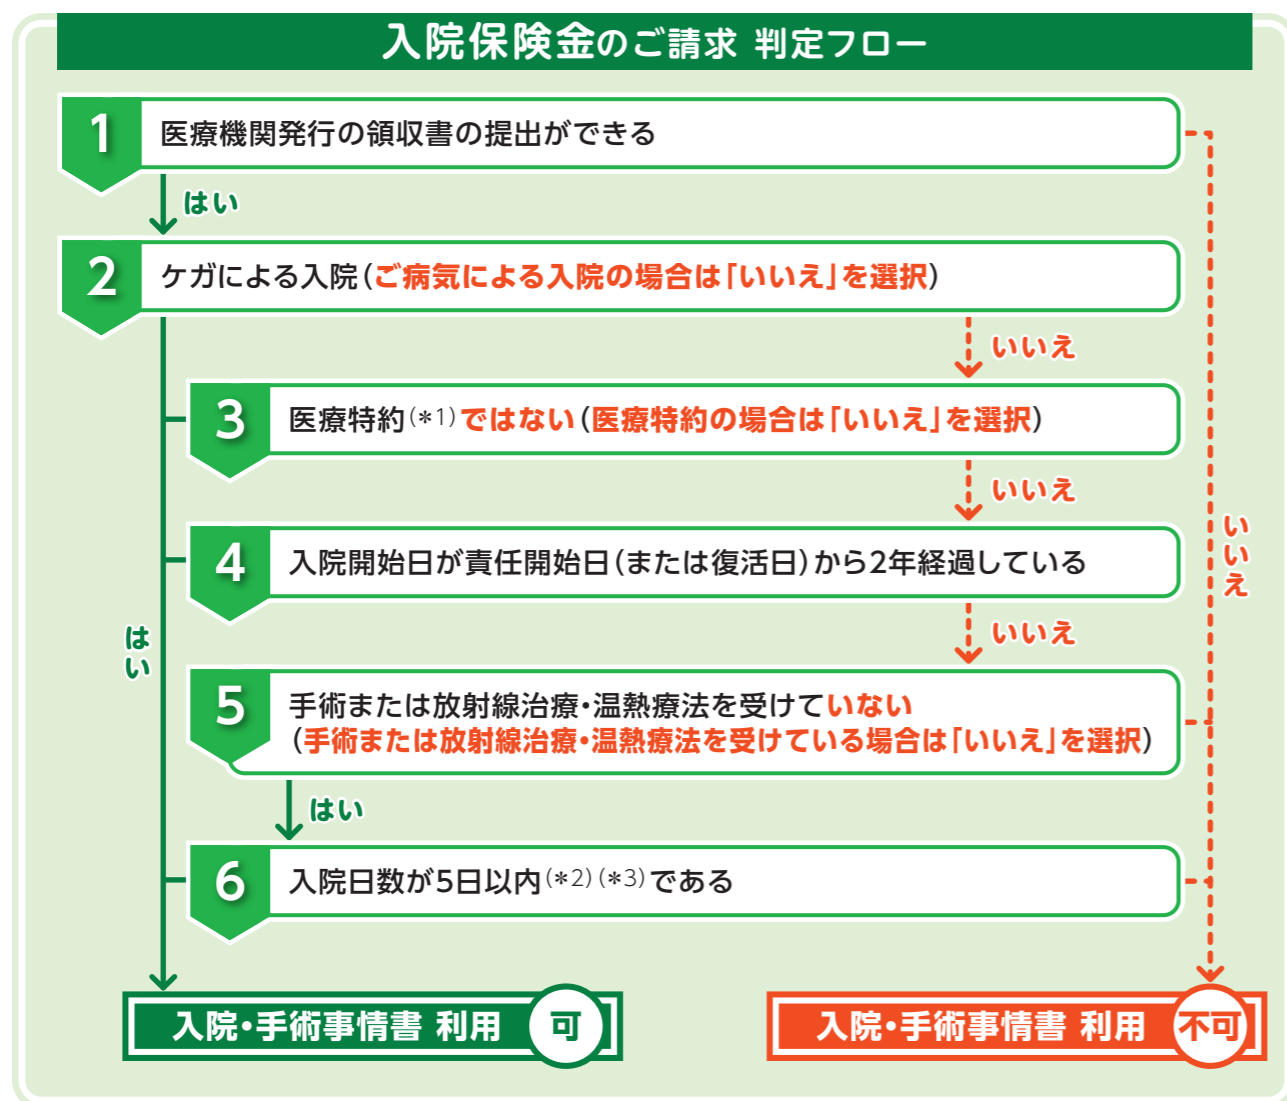 入院保険金のご請求 判定フロー
1 医療機関発行の領収書の提出ができる
はい
2 ケガによる入院(ご病気による入院の場合は「いいえ」を選択)
いいえ
3 医療特約(*1)ではない(医療特約の場合は「いいえ」を選択)
いいえ
4 入院開始日が責任開始日(または復活日)から2年経過している
いいえ
いいえ
はい
5 手術または放射線治療・温熱療法を受けていない
(手術または放射線治療・温熱療法を受けている場合は「いいえ」を選択)
はい
6 入院日数が5日以内(*2)(*3)である
入院・手術事情書 利用 可
入院・手術事情書 利用 不可